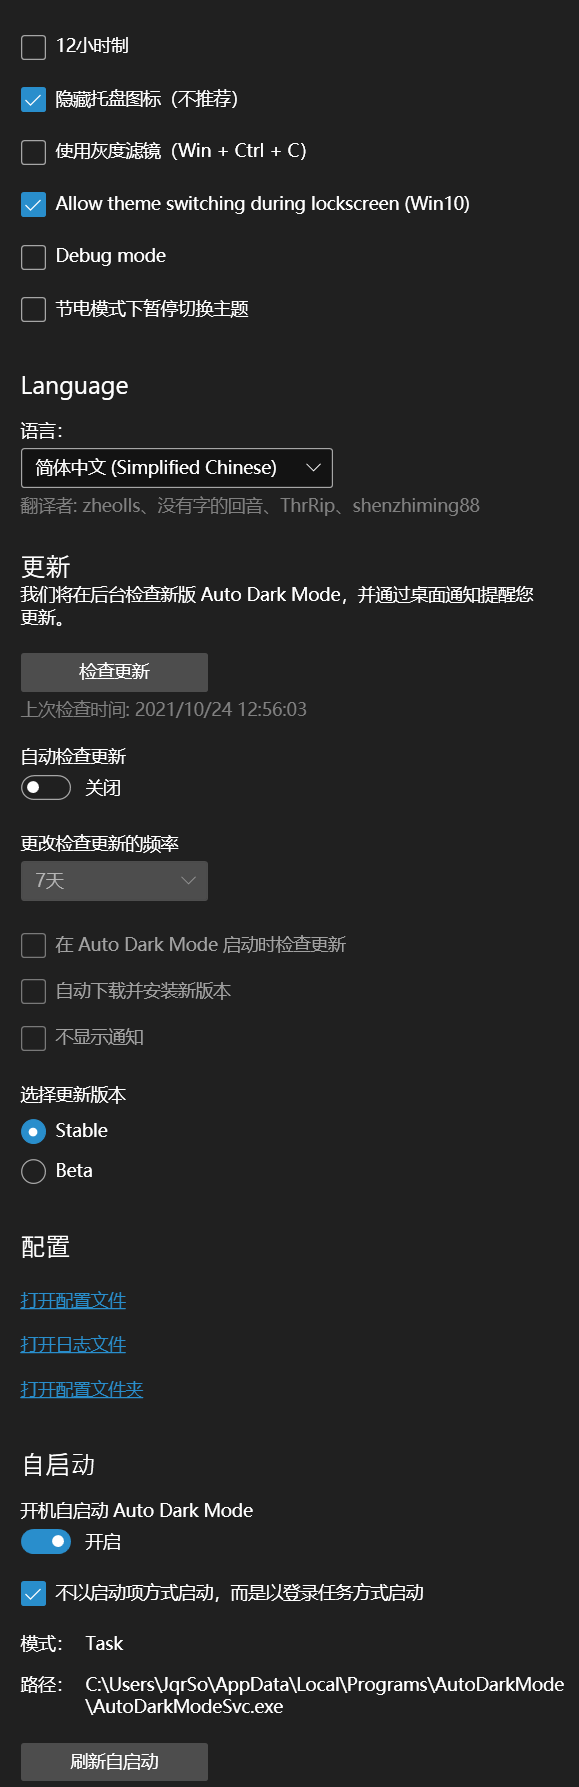 12小时制
隐藏托盘图标（不推荐）
使用灰度滤镜（Win + Ctrl + C）
Allow theme switching during lockscreen (Win10)
Debug mode
节电模式下暂停切换主题
Language
语言：
简体中文 (Simplified Chinese)
翻译者: zheolls、没有字的回音、ThrRip、shenzhiming88
更新
我们将在后台检查新版 Auto Dark Mode，并通过桌面通知提醒您
更新。
检查更新
上次检查时间: 2021/10/24 12:56:03
自动检查更新
关闭
更改检查更新的频率
7天
在 Auto Dark Mode 启动时检查更新
自动下载并安装新版本
不显示通知
选择更新版本
Stable
Beta
配置
打开配置文件
打开日志文件
打开配置文件夹
自启动
开机自启动 Auto Dark Mode
开启
不以启动项方式启动，而是以登录任务方式启动
模式： Task
路径： C:\Users\JqrSo\AppData\Local\Programs\AutoDarkMode
\AutoDarkModeSvc.exe
刷新自启动